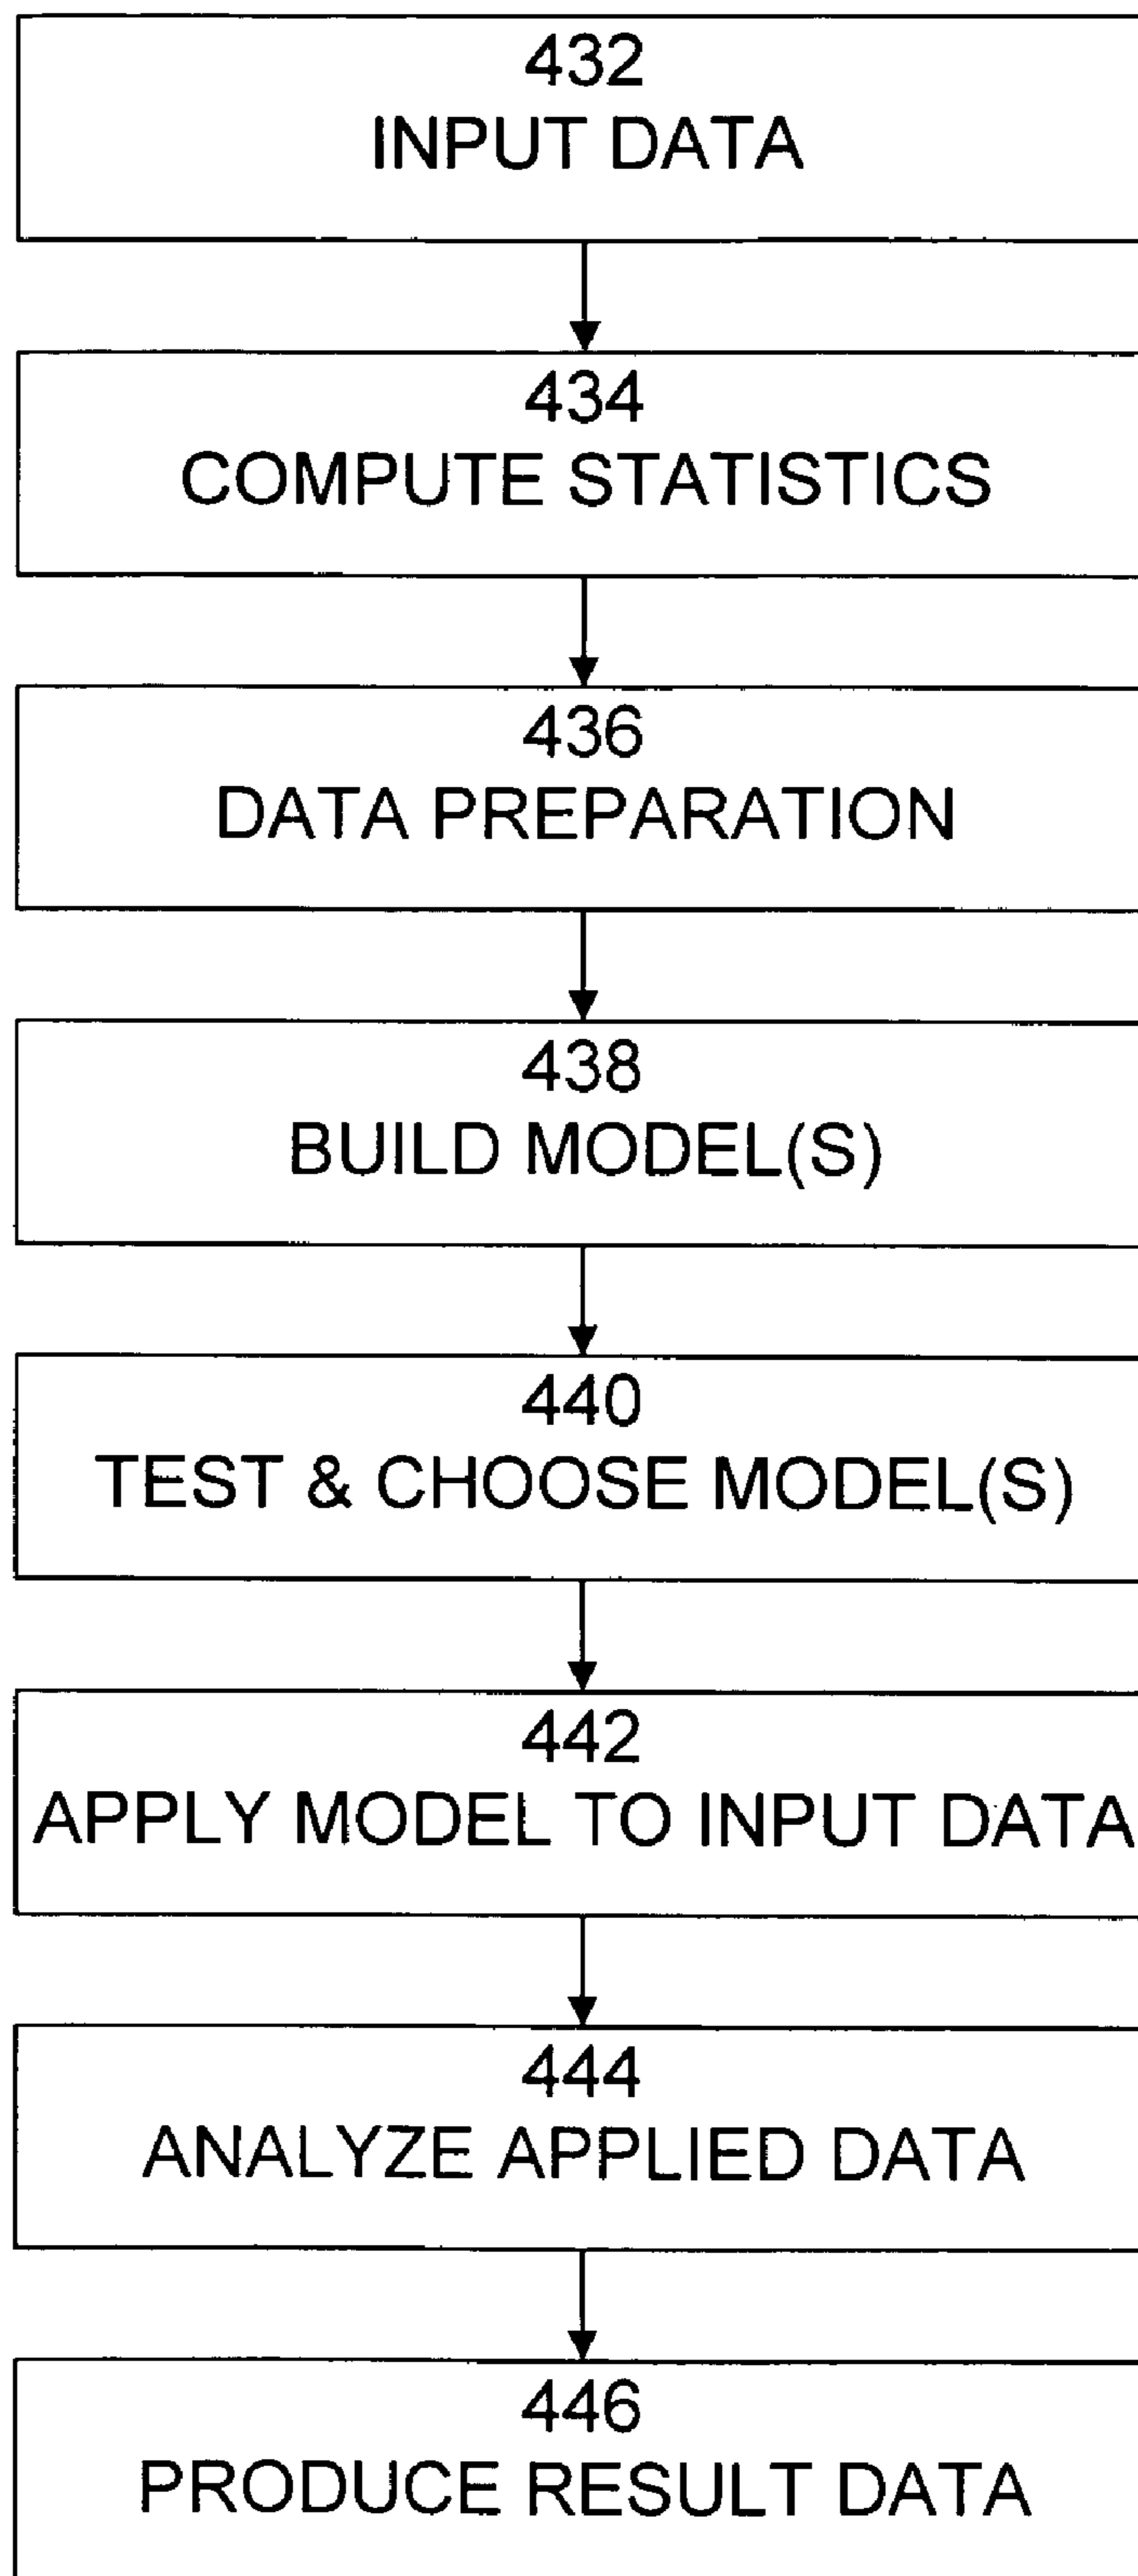 432
INPUT DATA
434
COMPUTE STATISTICS
436
DATA PREPARATION
438
BUILD MODEL(S)
440
TEST & CHOOSE MODEL(S)
442
APPLY MODEL TO INPUT DATA
444
ANALYZE APPLIED DATA
446
PRODUCE RESULT DATA